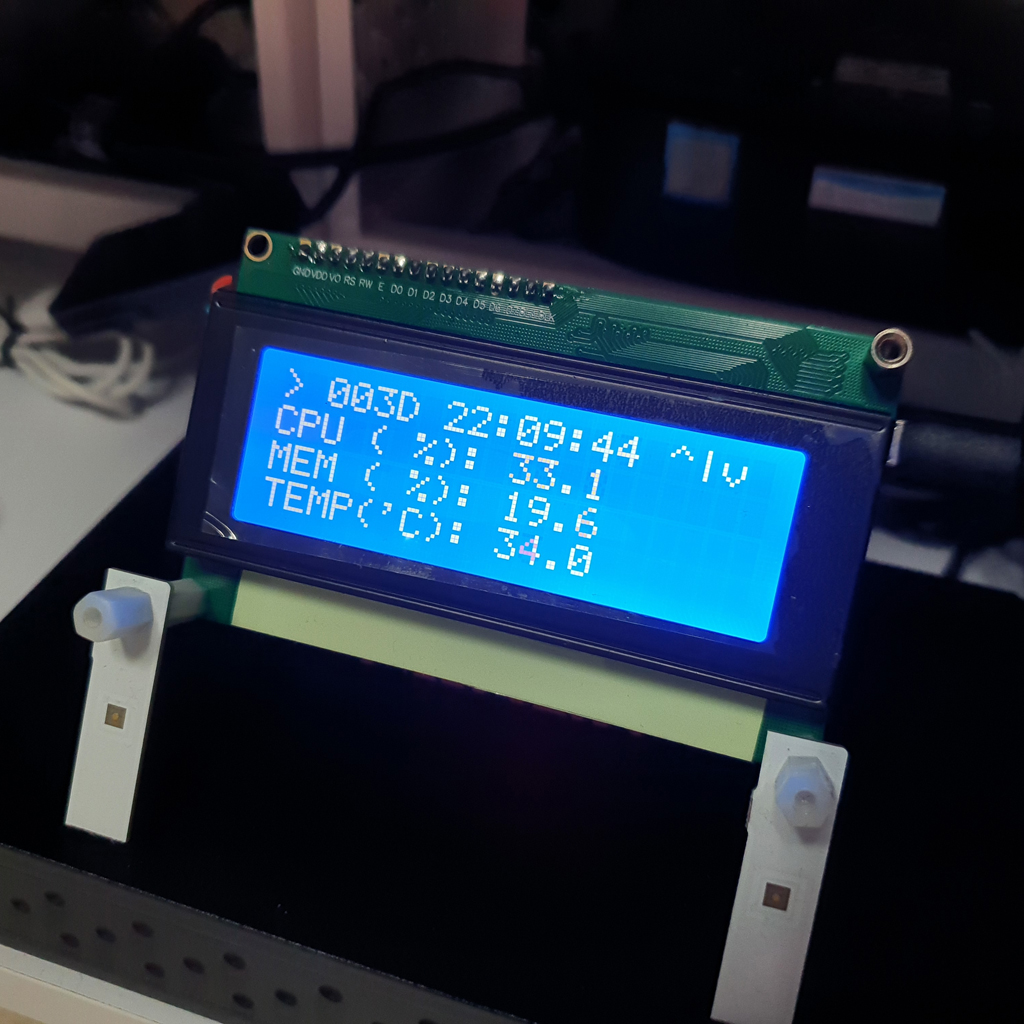 GND VDD VO RS RW E D0 D1 D2 D3 D4 D5 D6
> 003D 22:09:44 ^|v
CPU ( %): 33.1
MEM ( %): 19.6
TEMP('C): 34.0